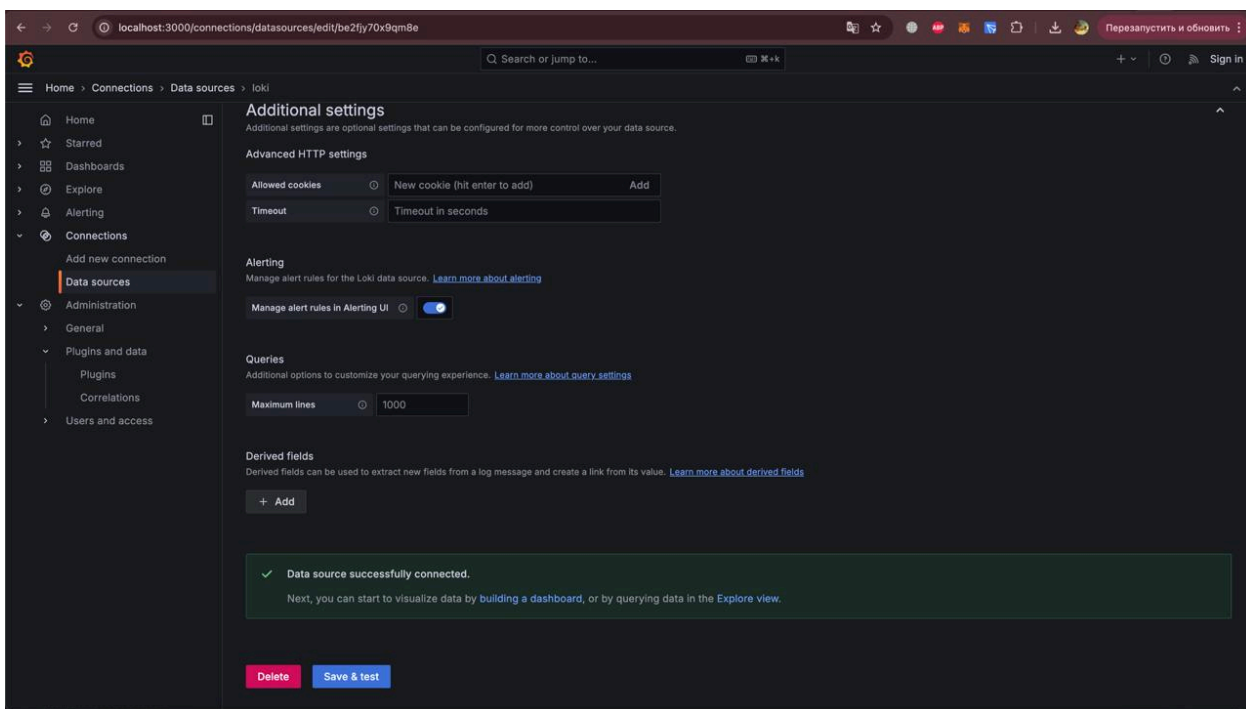 localhost:3000/connections/datasources/edit/be2fjy70x9qm8e
Перезапустить и обновить
Search or jump to...
⌘+k
Sign in
Home > Connections > Data sources > loki
Home
Starred
Dashboards
Explore
Alerting
Connections
Add new connection
Data sources
Administration
General
Plugins and data
Plugins
Correlations
Users and access
Additional settings
Additional settings are optional settings that can be configured for more control over your data source.
Advanced HTTP settings
Allowed cookies
New cookie (hit enter to add)
Add
Timeout
Timeout in seconds
Alerting
Manage alert rules for the Loki data source. Learn more about alerting
Manage alert rules in Alerting UI
Queries
Additional options to customize your querying experience. Learn more about query settings
Maximum lines
1000
Derived fields
Derived fields can be used to extract new fields from a log message and create a link from its value. Learn more about derived fields
+ Add
Data source successfully connected.
Next, you can start to visualize data by building a dashboard, or by querying data in the Explore view.
Delete
Save & test